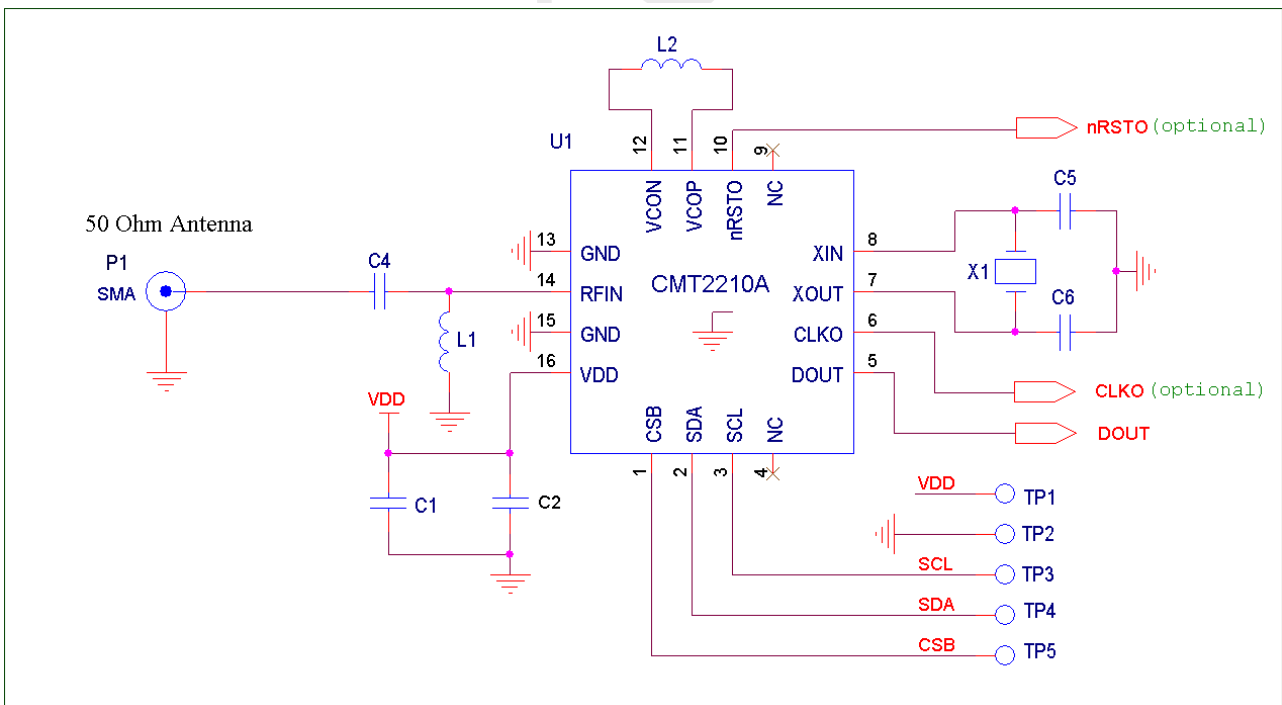 L2
U1
12
11
10
9
VCON
VCOP
nRSTO
NC
nRSTO (optional)
50 Ohm Antenna
P1
SMA
C4
L1
13
GND
14
RFIN
15
GND
16
VDD
CMT2210A
XIN
8
XOUT
7
CLKO
6
DOUT
5
C5
X1
C6
CLKO (optional)
DOUT
VDD
C1
C2
CSB
SDA
SCL
NC
1
2
3
4
VDD
TP1
TP2
SCL
TP3
SDA
TP4
CSB
TP5